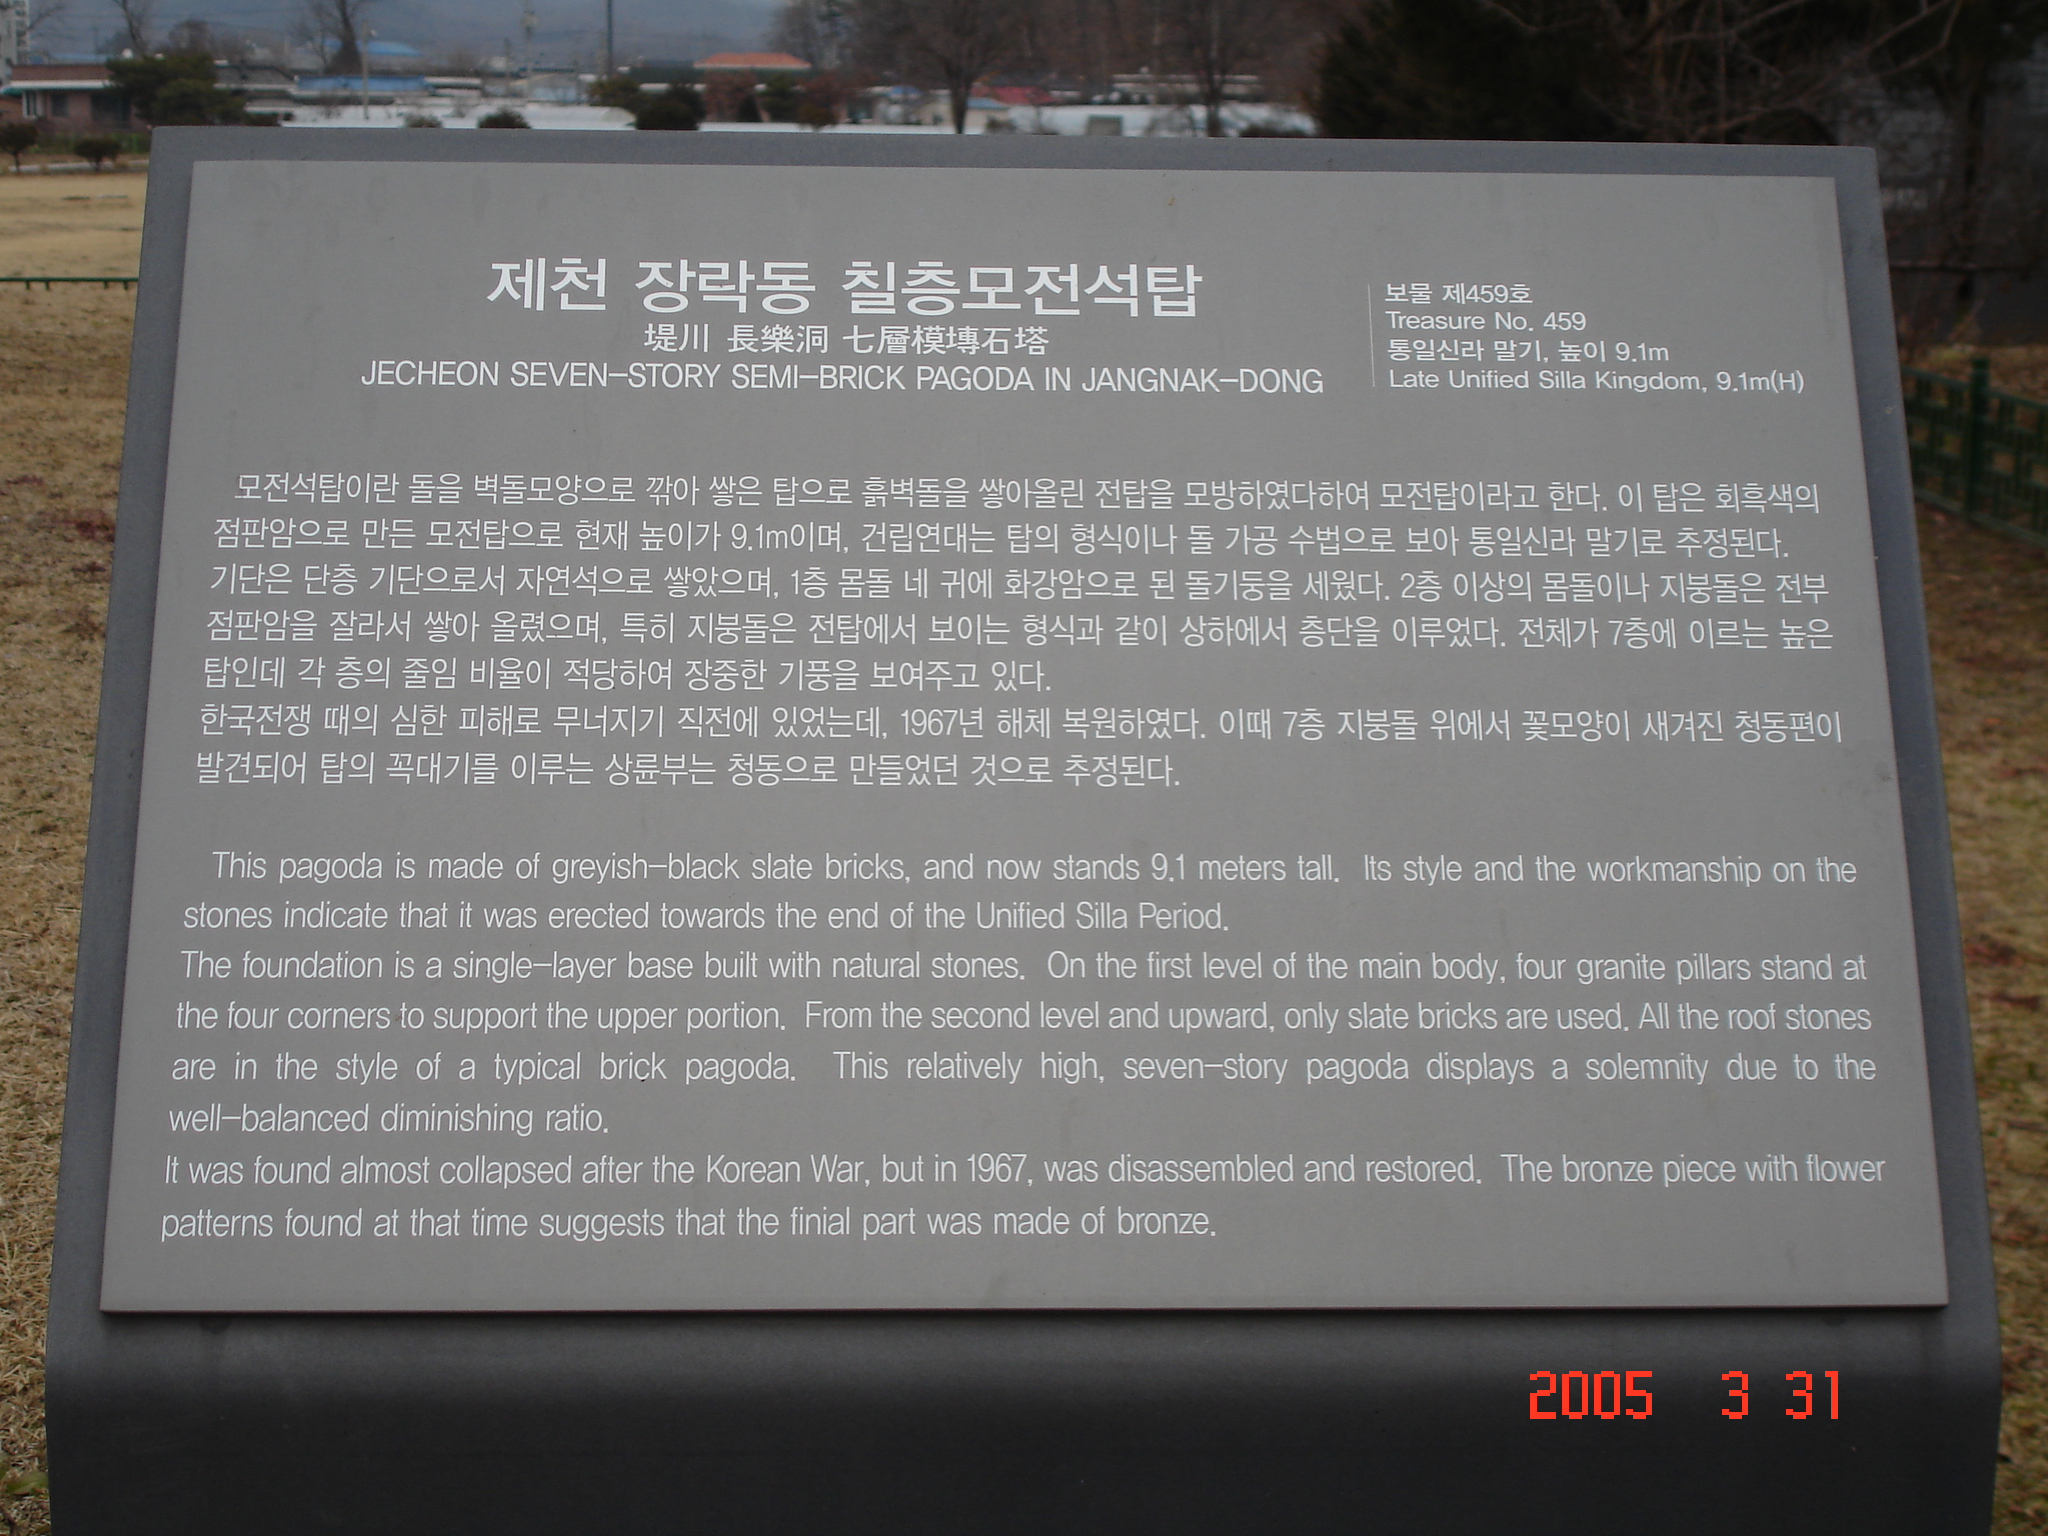 제천 장락동 칠층모전석탑
堤川 長樂洞 七層模塼石塔
JECHEON SEVEN-STORY SEMI-BRICK PAGODA IN JANGNAK-DONG
보물 제459호
Treasure No. 459
통일신라 말기, 높이 9.1m
Late Unified Silla Kingdom, 9.1m(H)
모전석탑이란 돌을 벽돌모양으로 깎아 쌓은 탑으로 흙벽돌을 쌓아올린 전탑을 모방하였다하여 모전탑이라고 한다. 이 탑은 회흑색의
점판암으로 만든 모전탑으로 현재 높이가 9.1m이며, 건립연대는 탑의 형식이나 돌 가공 수법으로 보아 통일신라 말기로 추정된다.
기단은 단층 기단으로서 자연석으로 쌓았으며, 1층 몸돌 네 귀에 화강암으로 된 돌기둥을 세웠다. 2층 이상의 몸돌이나 지붕돌은 전부
점판암을 잘라서 쌓아 올렸으며, 특히 지붕돌은 전탑에서 보이는 형식과 같이 상하에서 층단을 이루었다. 전체가 7층에 이르는 높은
탑인데 각 층의 줄임 비율이 적당하여 장중한 기풍을 보여주고 있다.
한국전쟁 때의 심한 피해로 무너지기 직전에 있었는데, 1967년 해체 복원하였다. 이때 7층 지붕돌 위에서 꽃모양이 새겨진 청동편이
발견되어 탑의 꼭대기를 이루는 상륜부는 청동으로 만들었던 것으로 추정된다.
This pagoda is made of greyish-black slate bricks, and now stands 9.1 meters tall. Its style and the workmanship on the
stones indicate that it was erected towards the end of the Unified Silla Period.
The foundation is a single-layer base built with natural stones. On the first level of the main body, four granite pillars stand at
the four corners to support the upper portion. From the second level and upward, only slate bricks are used. All the roof stones
are in the style of a typical brick pagoda. This relatively high, seven-story pagoda displays a solemnity due to the
well-balanced diminishing ratio.
It was found almost collapsed after the Korean War, but in 1967, was disassembled and restored. The bronze piece with flower
patterns found at that time suggests that the finial part was made of bronze.
2005 3 31